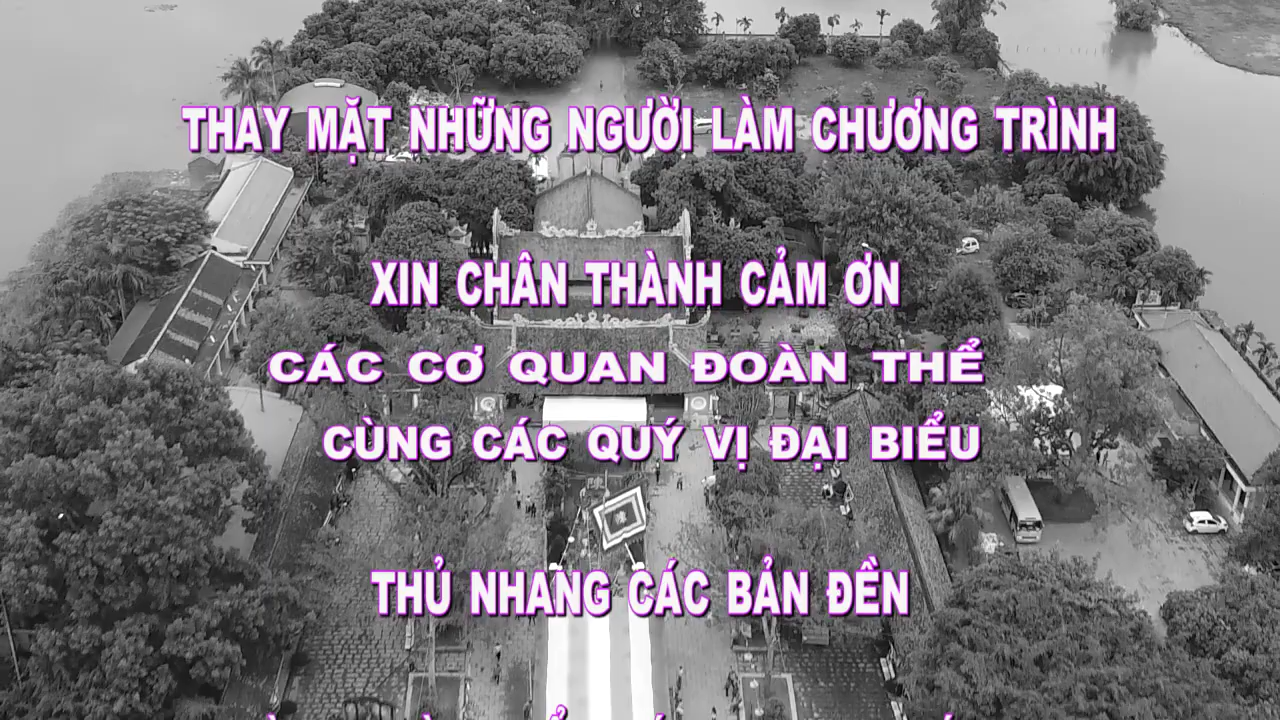 THAY MẶT NHỮNG NGƯỜI LÀM CHƯƠNG TRÌNH
XIN CHÂN THÀNH CẢM ƠN
CÁC CƠ QUAN ĐOÀN THỂ
CÙNG CÁC QUÝ VỊ ĐẠI BIỂU
THỦ NHANG CÁC BẢN ĐỀN